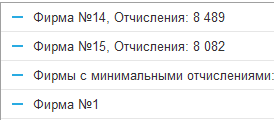 Фирма №14, Отчисления: 8 489
Фирма №15, Отчисления: 8 082
Фирмы с минимальными отчислениями:
Фирма №1